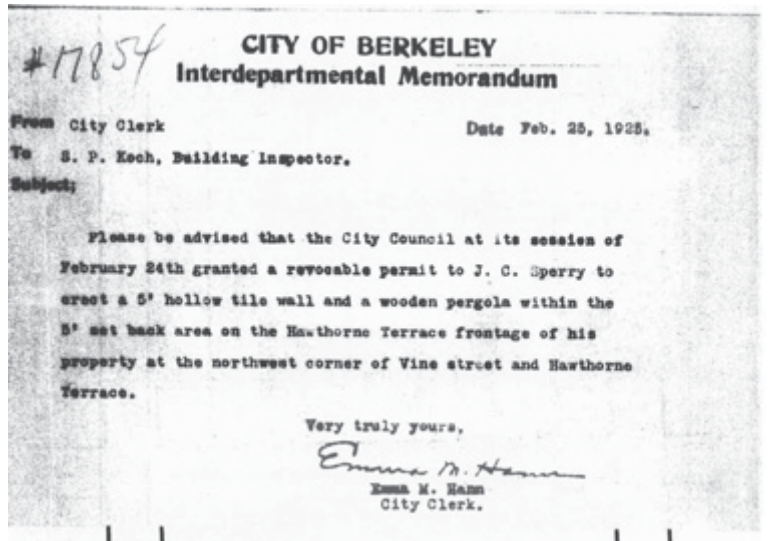 #17854
CITY OF BERKELEY
Interdepartmental Memorandum
From City Clerk
Date Feb. 25, 1925.
To S. P. Koch, Building Inspector.
Subject;
Please be advised that the City Council at its session of
February 24th granted a revocable permit to J. C. Sperry to
erect a 5' hollow tile wall and a wooden pergola within the
5' set back area on the Hawthorne Terrace frontage of his
property at the northwest corner of Vine street and Hawthorne
Terrace.
Very truly yours,
Emma M. Hann
Emma M. Hann
City Clerk.